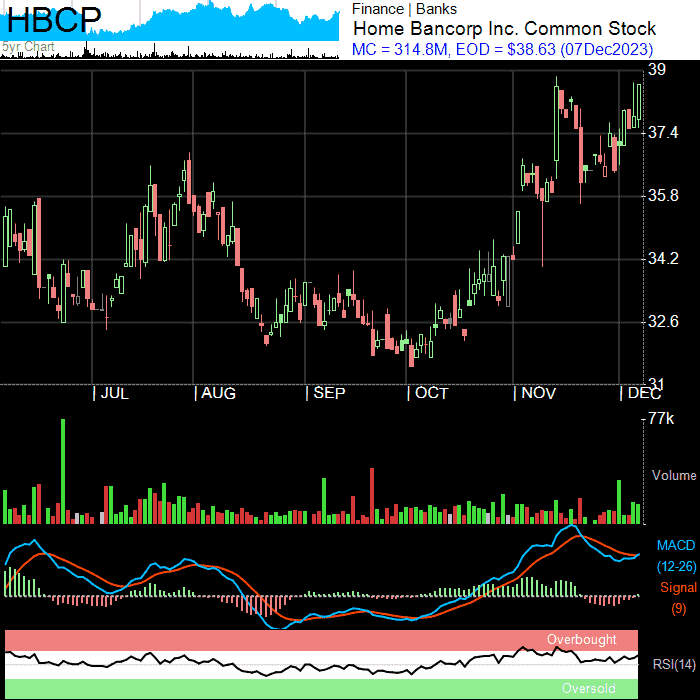 HBCP
5yr Chart
Finance | Banks
Home Bancorp Inc. Common Stock
MC = 314.8M, EOD = $38.63 (07Dec2023)
39
37.4
35.8
34.2
32.6
31
| JUL | AUG | SEP | OCT | NOV | DEC
77k
Volume
MACD
(12-26)
Signal
(9)
Overbought
RSI(14)
Oversold